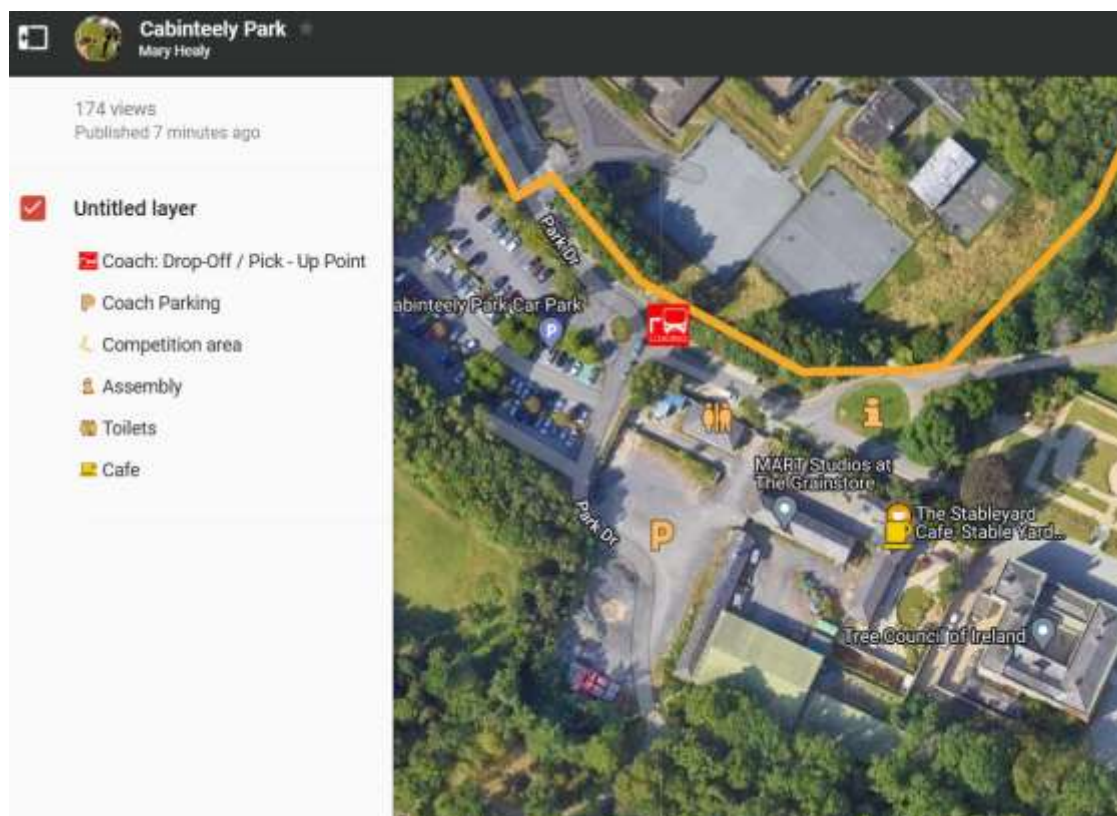 Cabinteely Park
Mary Healy
174 views
Published 7 minutes ago
Untitled layer
Coach: Drop-Off / Pick - Up Point
Coach Parking
Competition area
Assembly
Toilets
Cafe
Park Dr
abinteely Park Car Park
P
MART Studios at
The Grainstore
The Stableyard
Cafe, Stable Yard...
P
Park Dr
Tree Council of Ireland